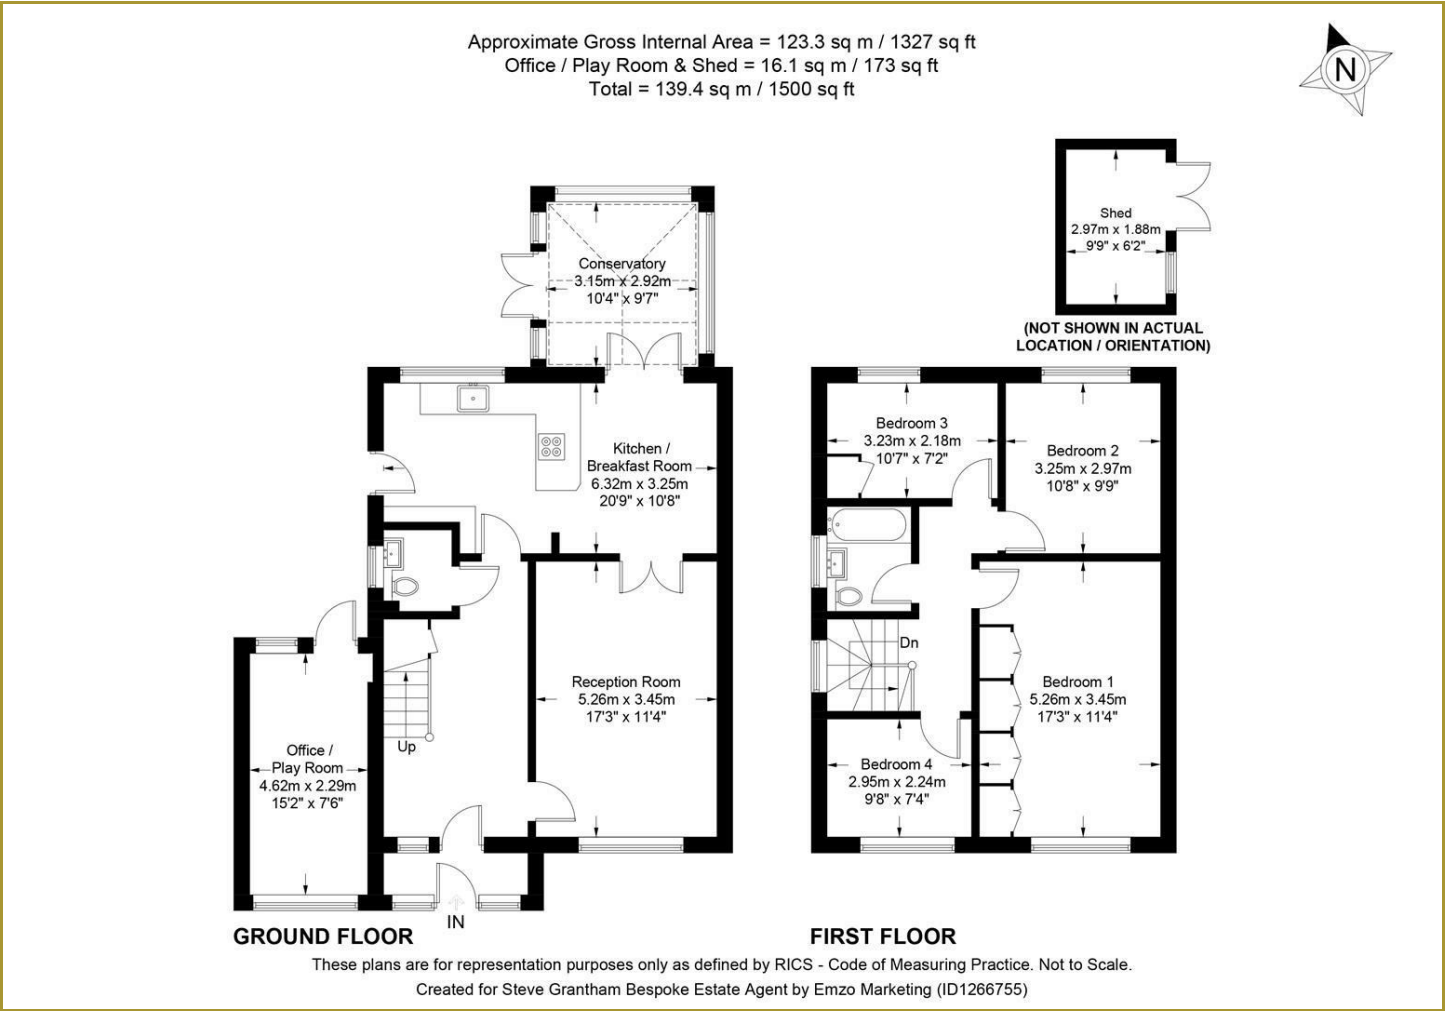 Approximate Gross Internal Area = 123.3 sq m / 1327 sq ft
Office / Play Room & Shed = 16.1 sq m / 173 sq ft
Total = 139.4 sq m / 1500 sq ft
N
Shed
2.97m x 1.88m
9'9" x 6'2"
(NOT SHOWN IN ACTUAL
LOCATION / ORIENTATION)
Conservatory
3.15m x 2.92m
10'4" x 9'7"
Kitchen /
Breakfast Room
6.32m x 3.25m
20'9" x 10'8"
Reception Room
5.26m x 3.45m
17'3" x 11'4"
Up
Office /
Play Room
4.62m x 2.29m
15'2" x 7'6"
IN
GROUND FLOOR
Bedroom 3
3.23m x 2.18m
10'7" x 7'2"
Bedroom 2
3.25m x 2.97m
10'8" x 9'9"
Dn
Bedroom 1
5.26m x 3.45m
17'3" x 11'4"
Bedroom 4
2.95m x 2.24m
9'8" x 7'4"
FIRST FLOOR
These plans are for representation purposes only as defined by RICS - Code of Measuring Practice. Not to Scale.
Created for Steve Grantham Bespoke Estate Agent by Emzo Marketing (ID1266755)